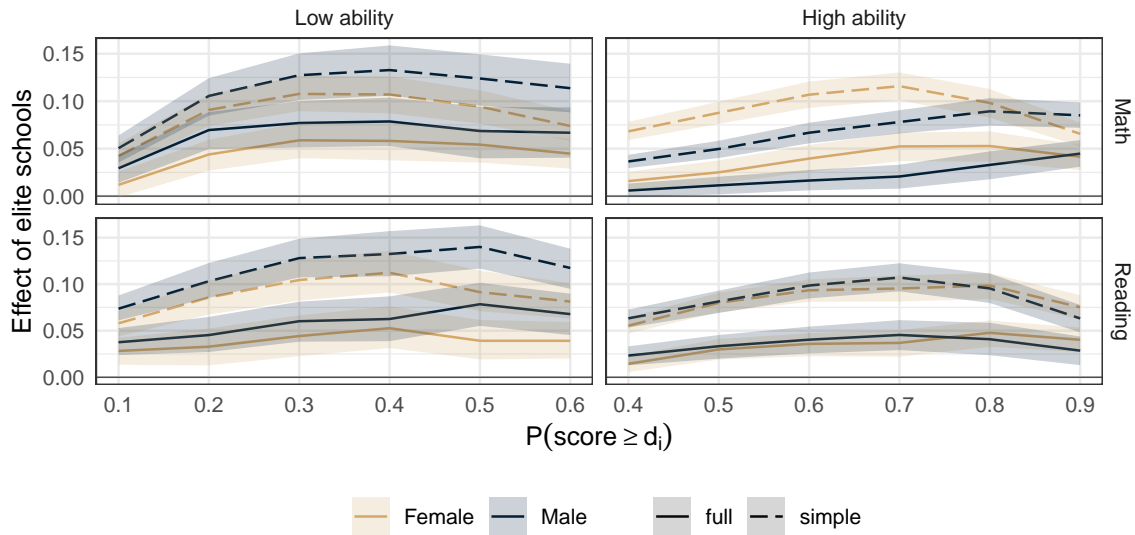 Low ability
High ability
Effect of elite schools
0.15
0.10
0.05
0.00
Math
0.15
0.10
0.05
0.00
Reading
0.1 0.2 0.3 0.4 0.5 0.6
0.4 0.5 0.6 0.7 0.8 0.9
P(score ≥ dᵢ)
Female Male full simple